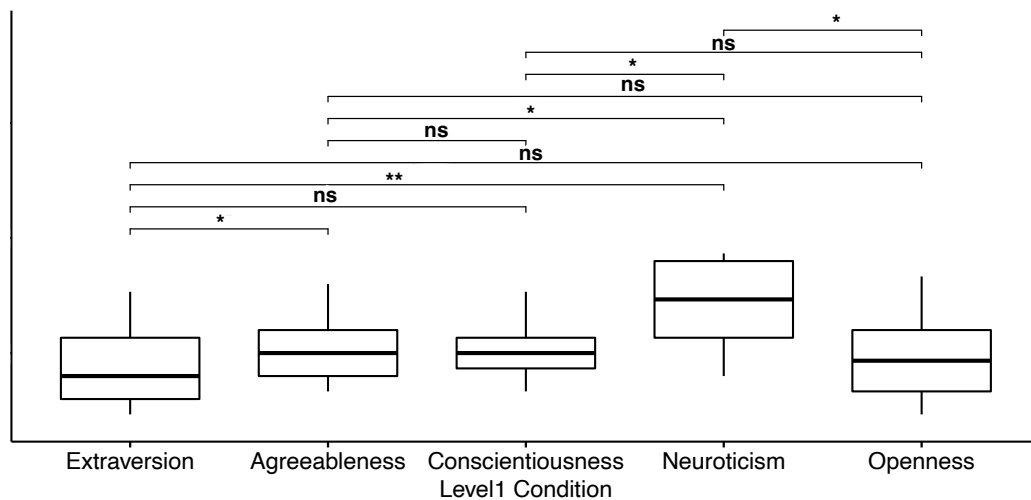 *
ns
*
ns
*
ns
ns
**
ns
*
Extraversion Agreeableness Conscientiousness Neuroticism Openness
Level1 Condition